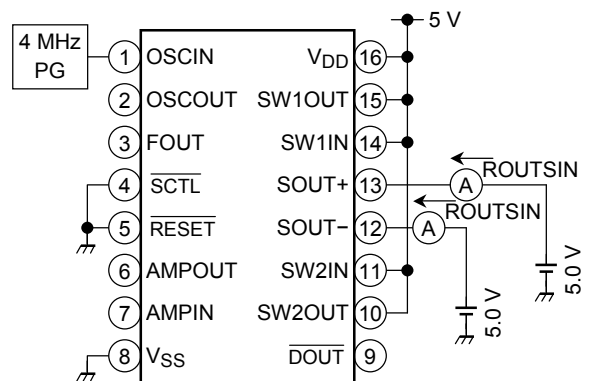 5 V
4 MHz
PG
1 OSCIN
VDD 16
2 OSCOUT
SW1OUT 15
3 FOUT
SW1IN 14
4 SCTL
SOUT+ 13
A
ROUTSIN
5 RESET
SOUT− 12
A
ROUTSIN
6 AMPOUT
SW2IN 11
5.0 V
7 AMPIN
SW2OUT 10
5.0 V
8 VSS
DOUT 9